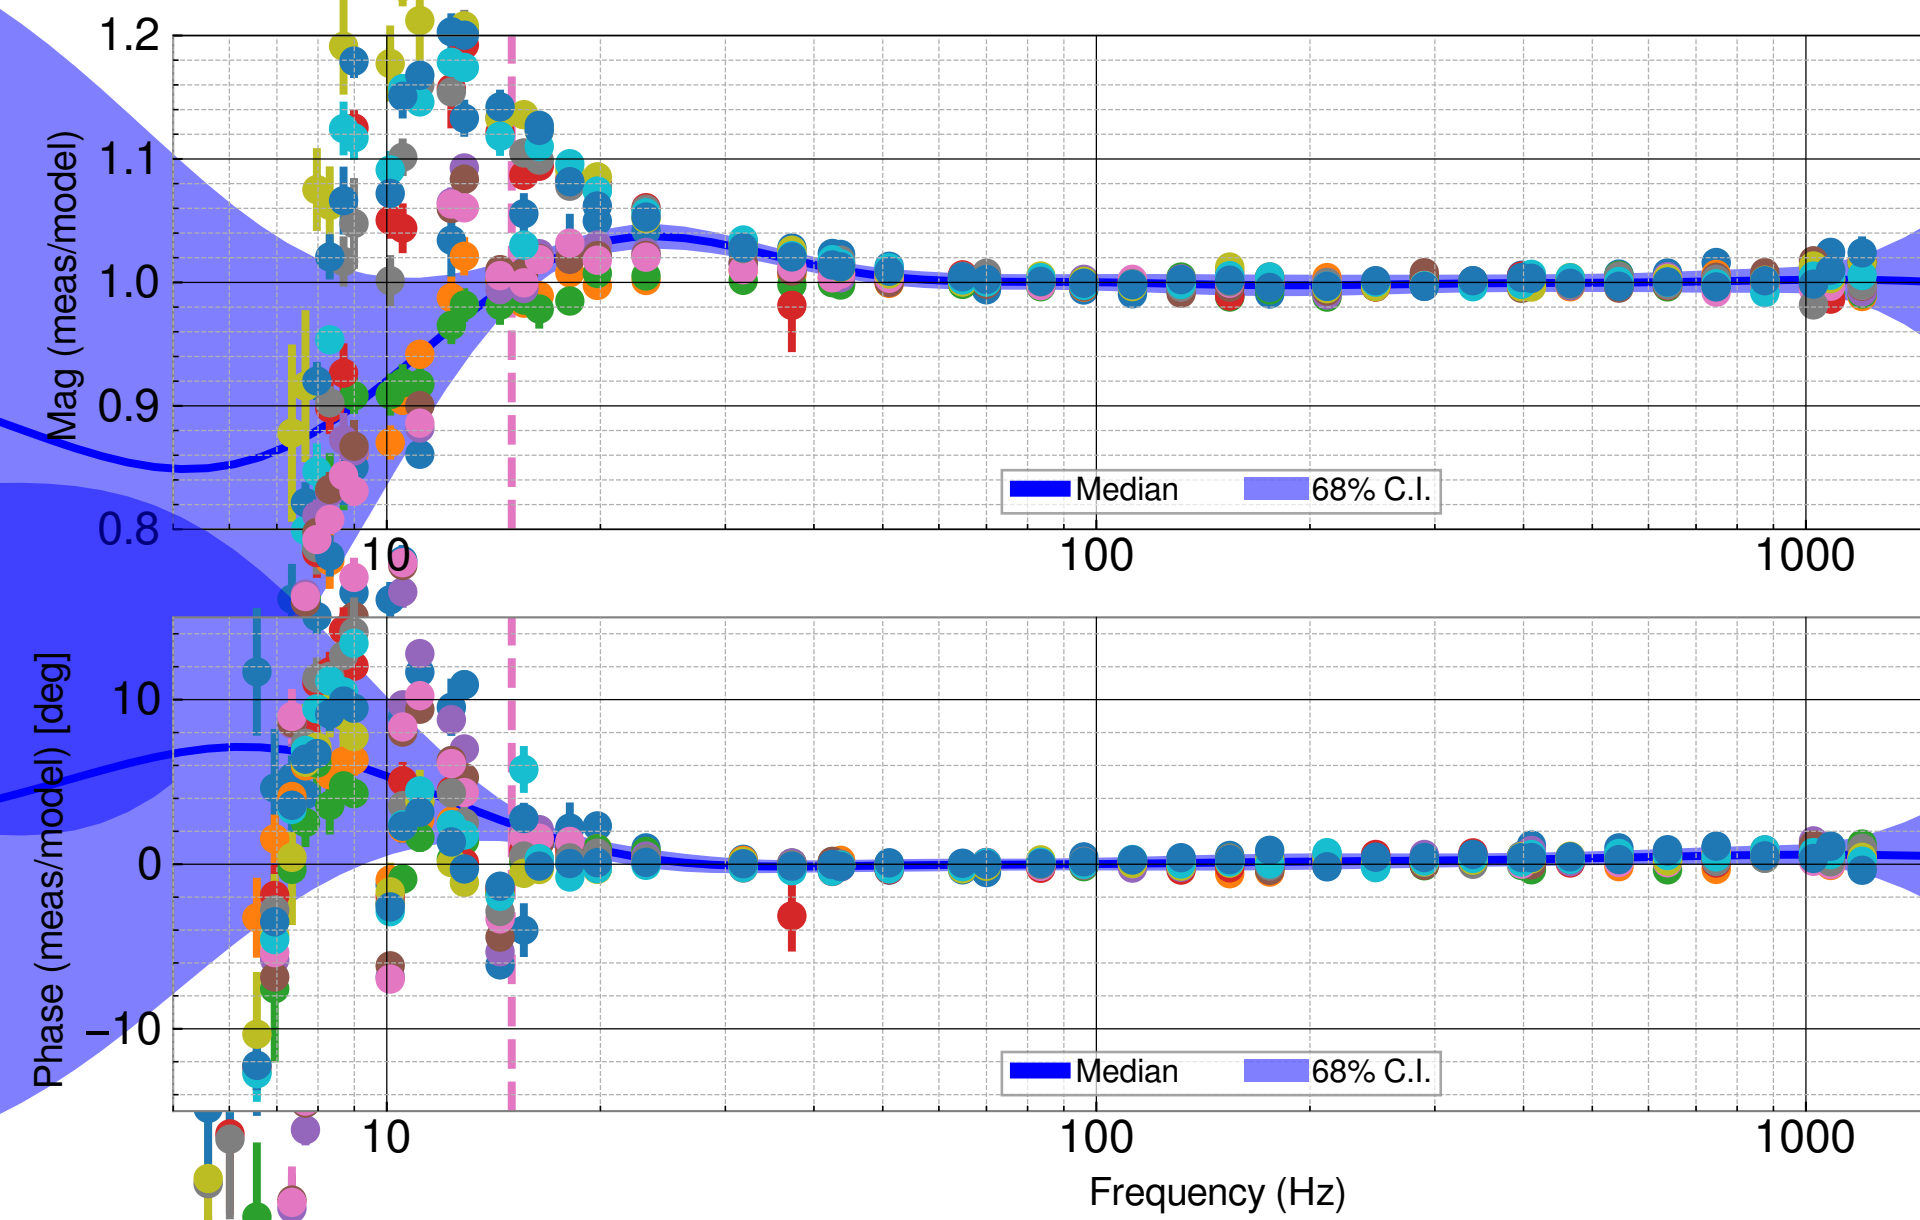 1.2
1.1
1.0
0.9
0.8
Mag (meas/model)
Median 68% C.I.
10 100 1000
10
0
−10
Phase (meas/model) [deg]
Median 68% C.I.
10 100 1000
Frequency (Hz)